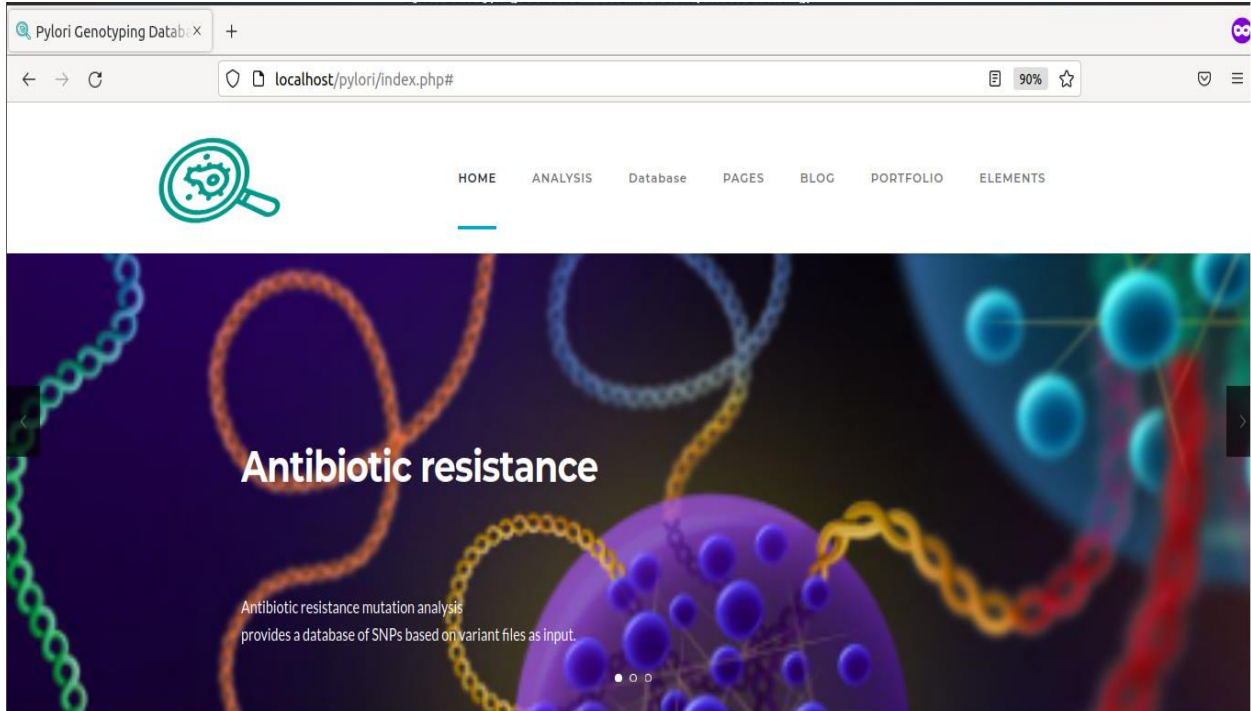 Pylori Genotyping Datab
localhost/pylori/index.php#
90%
HOME ANALYSIS Database PAGES BLOG PORTFOLIO ELEMENTS
Antibiotic resistance
Antibiotic resistance mutation analysis
provides a database of SNPs based on variant files as input.